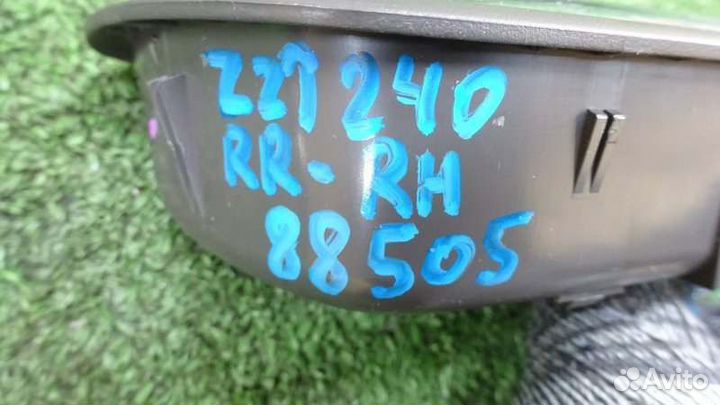 ZZT240
RR-RH
88505
Avito